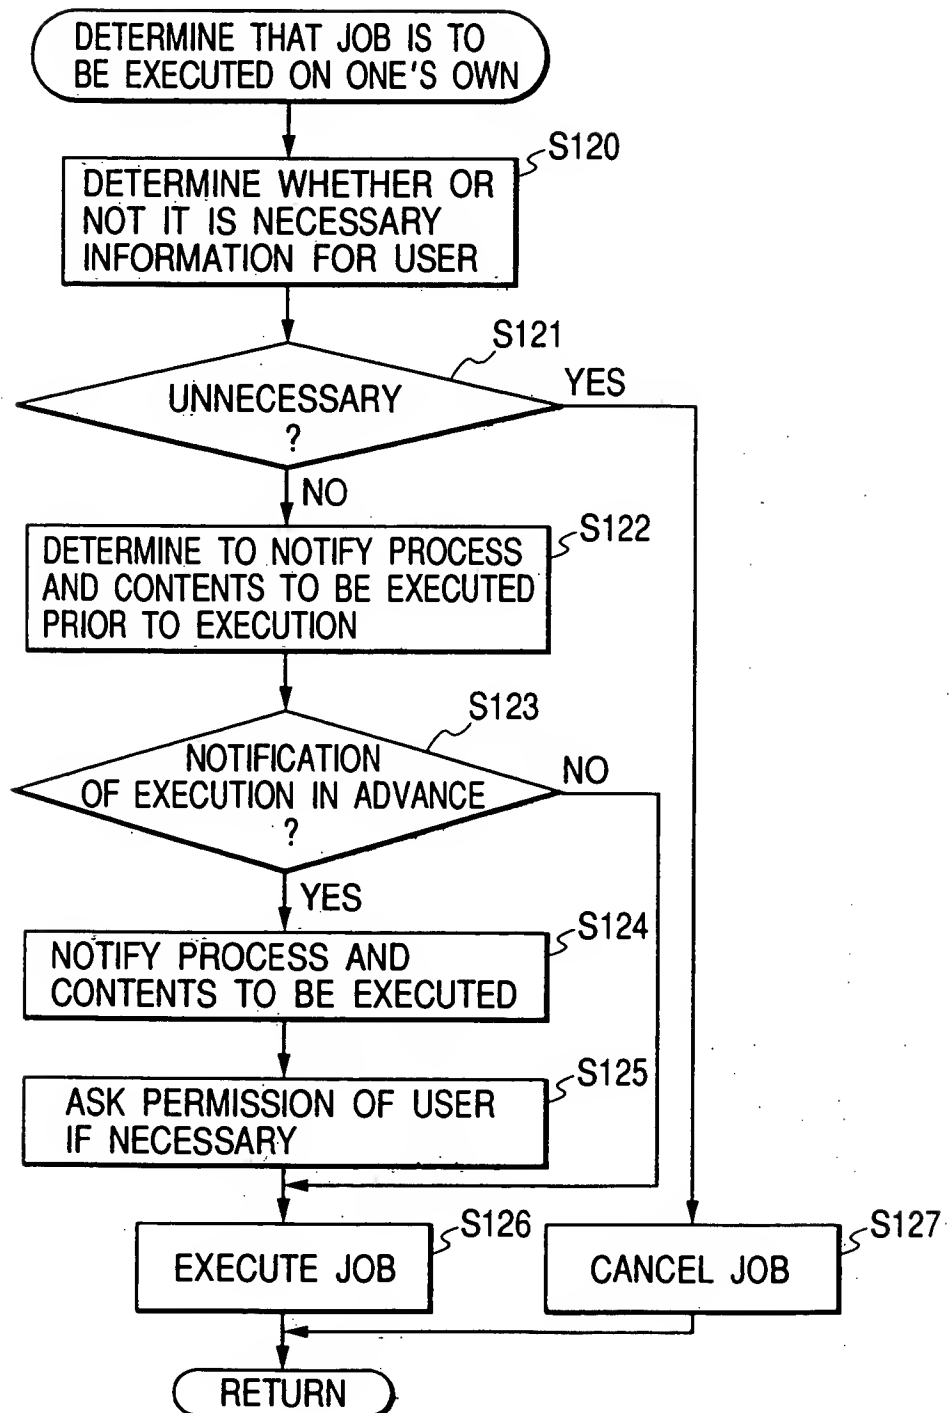 DETERMINE THAT JOB IS TO
BE EXECUTED ON ONE'S OWN
S120
DETERMINE WHETHER OR
NOT IT IS NECESSARY
INFORMATION FOR USER
S121
UNNECESSARY
?
YES
NO
S122
DETERMINE TO NOTIFY PROCESS
AND CONTENTS TO BE EXECUTED
PRIOR TO EXECUTION
S123
NOTIFICATION
OF EXECUTION IN ADVANCE
?
NO
YES
S124
NOTIFY PROCESS AND
CONTENTS TO BE EXECUTED
S125
ASK PERMISSION OF USER
IF NECESSARY
S126
EXECUTE JOB
S127
CANCEL JOB
RETURN